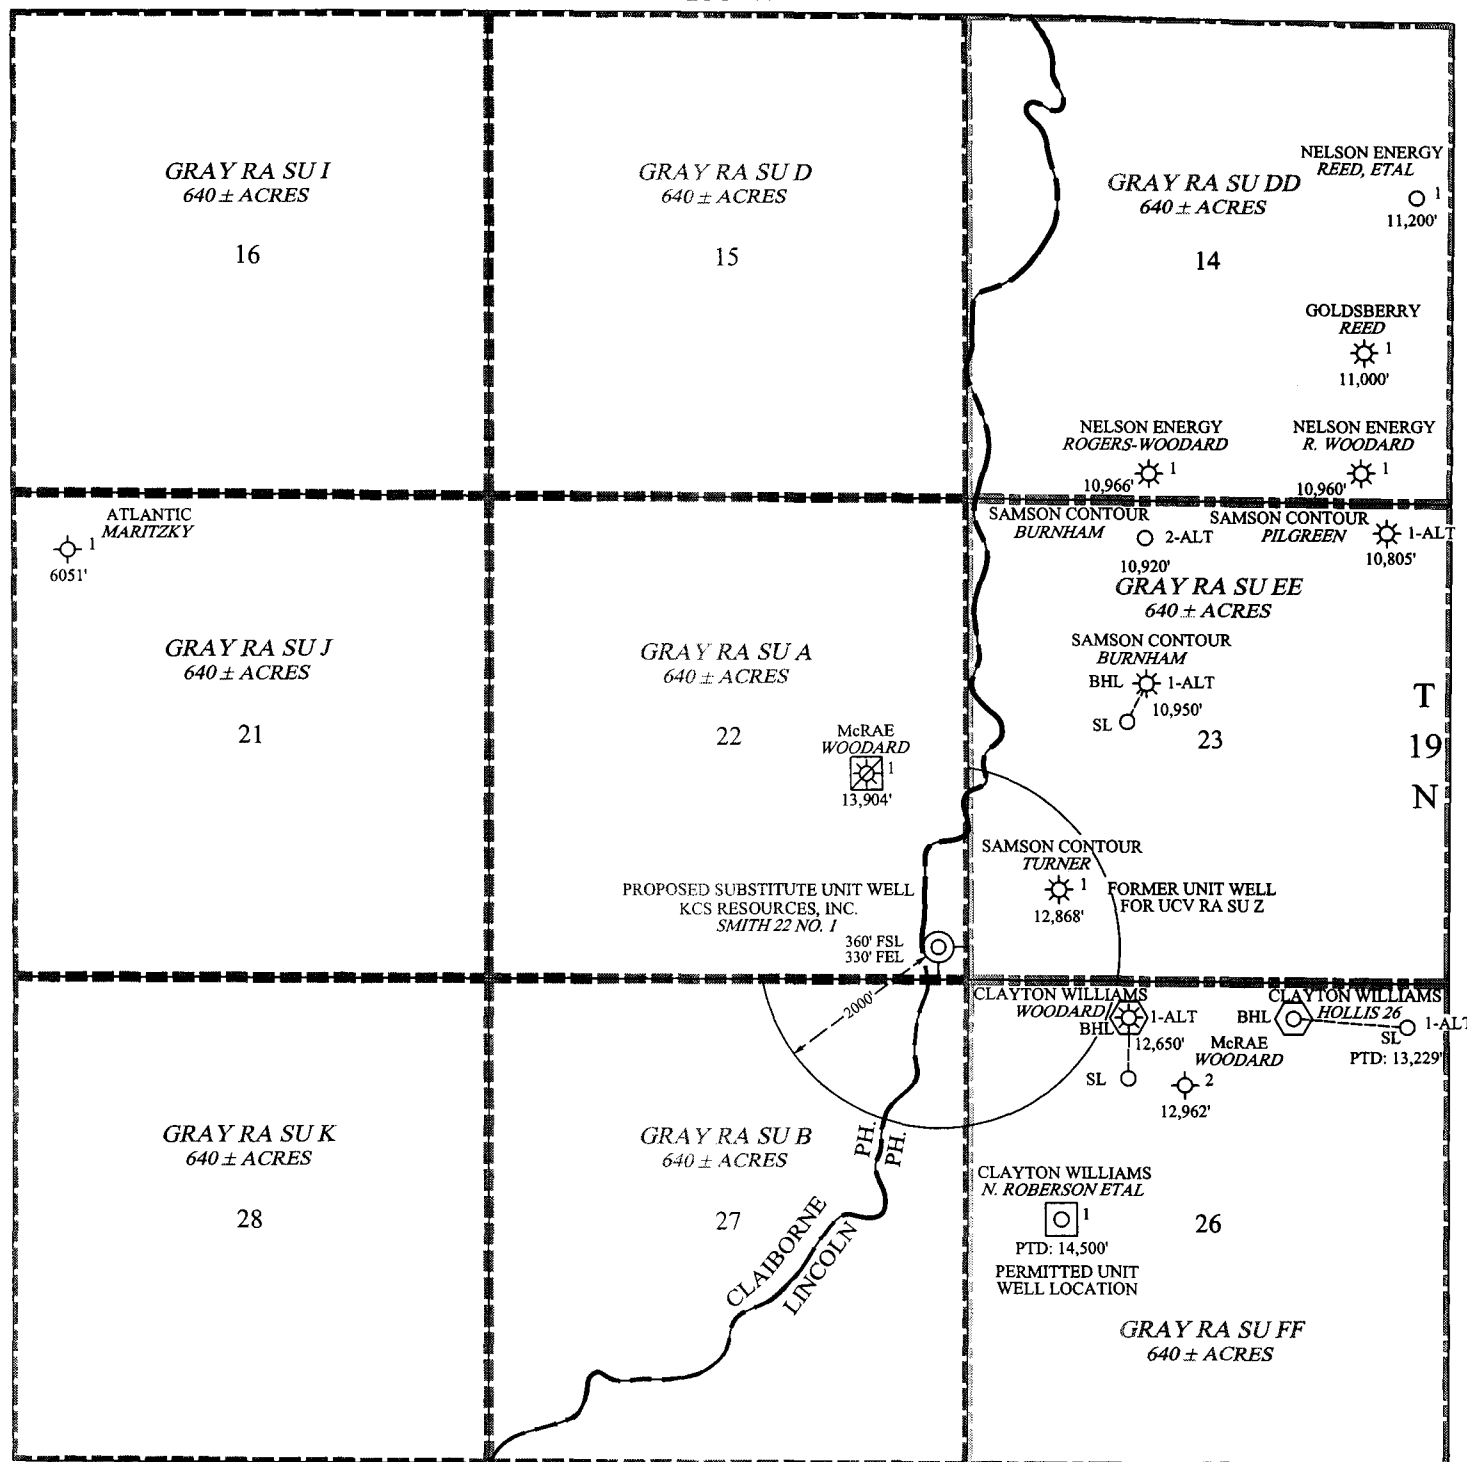 GRAY RA SU I
640 ± ACRES
16
GRAY RA SU D
640 ± ACRES
15
GRAY RA SU DD
640 ± ACRES
14
NELSON ENERGY
REED, ETAL
1
11,200'
GOLDSBERRY
REED
1
11,000'
NELSON ENERGY
ROGERS-WOODARD
1
10,966'
NELSON ENERGY
R. WOODARD
1
10,960'
ATLANTIC
MARITZKY
1
6051'
GRAY RA SU J
640 ± ACRES
21
GRAY RA SU A
640 ± ACRES
22
McRAE
WOODARD
1
13,904'
PROPOSED SUBSTITUTE UNIT WELL
KCS RESOURCES, INC.
SMITH 22 NO. 1
360' FSL
330' FEL
2000'
SAMSON CONTOUR
BURNHAM
2-ALT
10,920'
SAMSON CONTOUR
PILGREEN
1-ALT
10,805'
GRAY RA SU EE
640 ± ACRES
SAMSON CONTOUR
BURNHAM
BHL
1-ALT
10,950'
SL
23
T
19
N
SAMSON CONTOUR
TURNER
1
12,868'
FORMER UNIT WELL
FOR UCV RA SU Z
GRAY RA SU K
640 ± ACRES
28
GRAY RA SU B
640 ± ACRES
27
PH.
PH.
CLAIBORNE
LINCOLN
CLAYTON WILLIAMS
WOODARD
BHL
1-ALT
12,650'
SL
CLAYTON WILLIAMS
HOLLIS 26
BHL
1-ALT
SL
PTD: 13,229'
McRAE
WOODARD
2
12,962'
CLAYTON WILLIAMS
N. ROBERSON ETAL
1
PTD: 14,500'
PERMITTED UNIT
WELL LOCATION
26
GRAY RA SU FF
640 ± ACRES